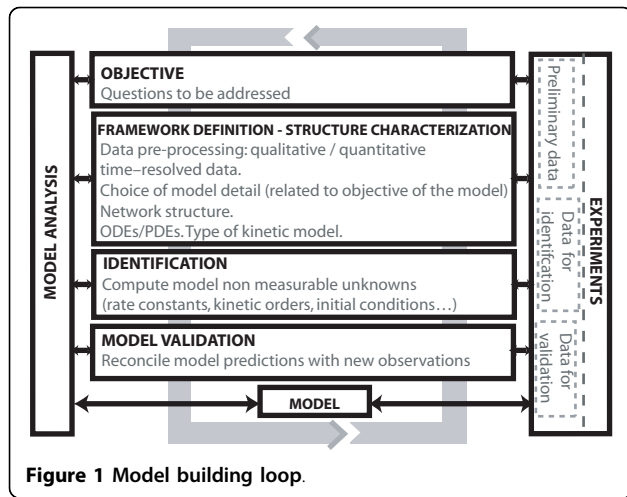 MODEL ANALYSIS
OBJECTIVE
Questions to be addressed
FRAMEWORK DEFINITION - STRUCTURE CHARACTERIZATION
Data pre-processing: qualitative / quantitative
time–resolved data.
Choice of model detail (related to objective of the model)
Network structure.
ODEs/PDEs. Type of kinetic model.
IDENTIFICATION
Compute model non measurable unknowns
(rate constants, kinetic orders, initial conditions…)
MODEL VALIDATION
Reconcile model predictions with new observations
MODEL
Preliminary data
Data for
identifcation
Data for
validation
EXPERIMENTS
Figure 1 Model building loop.